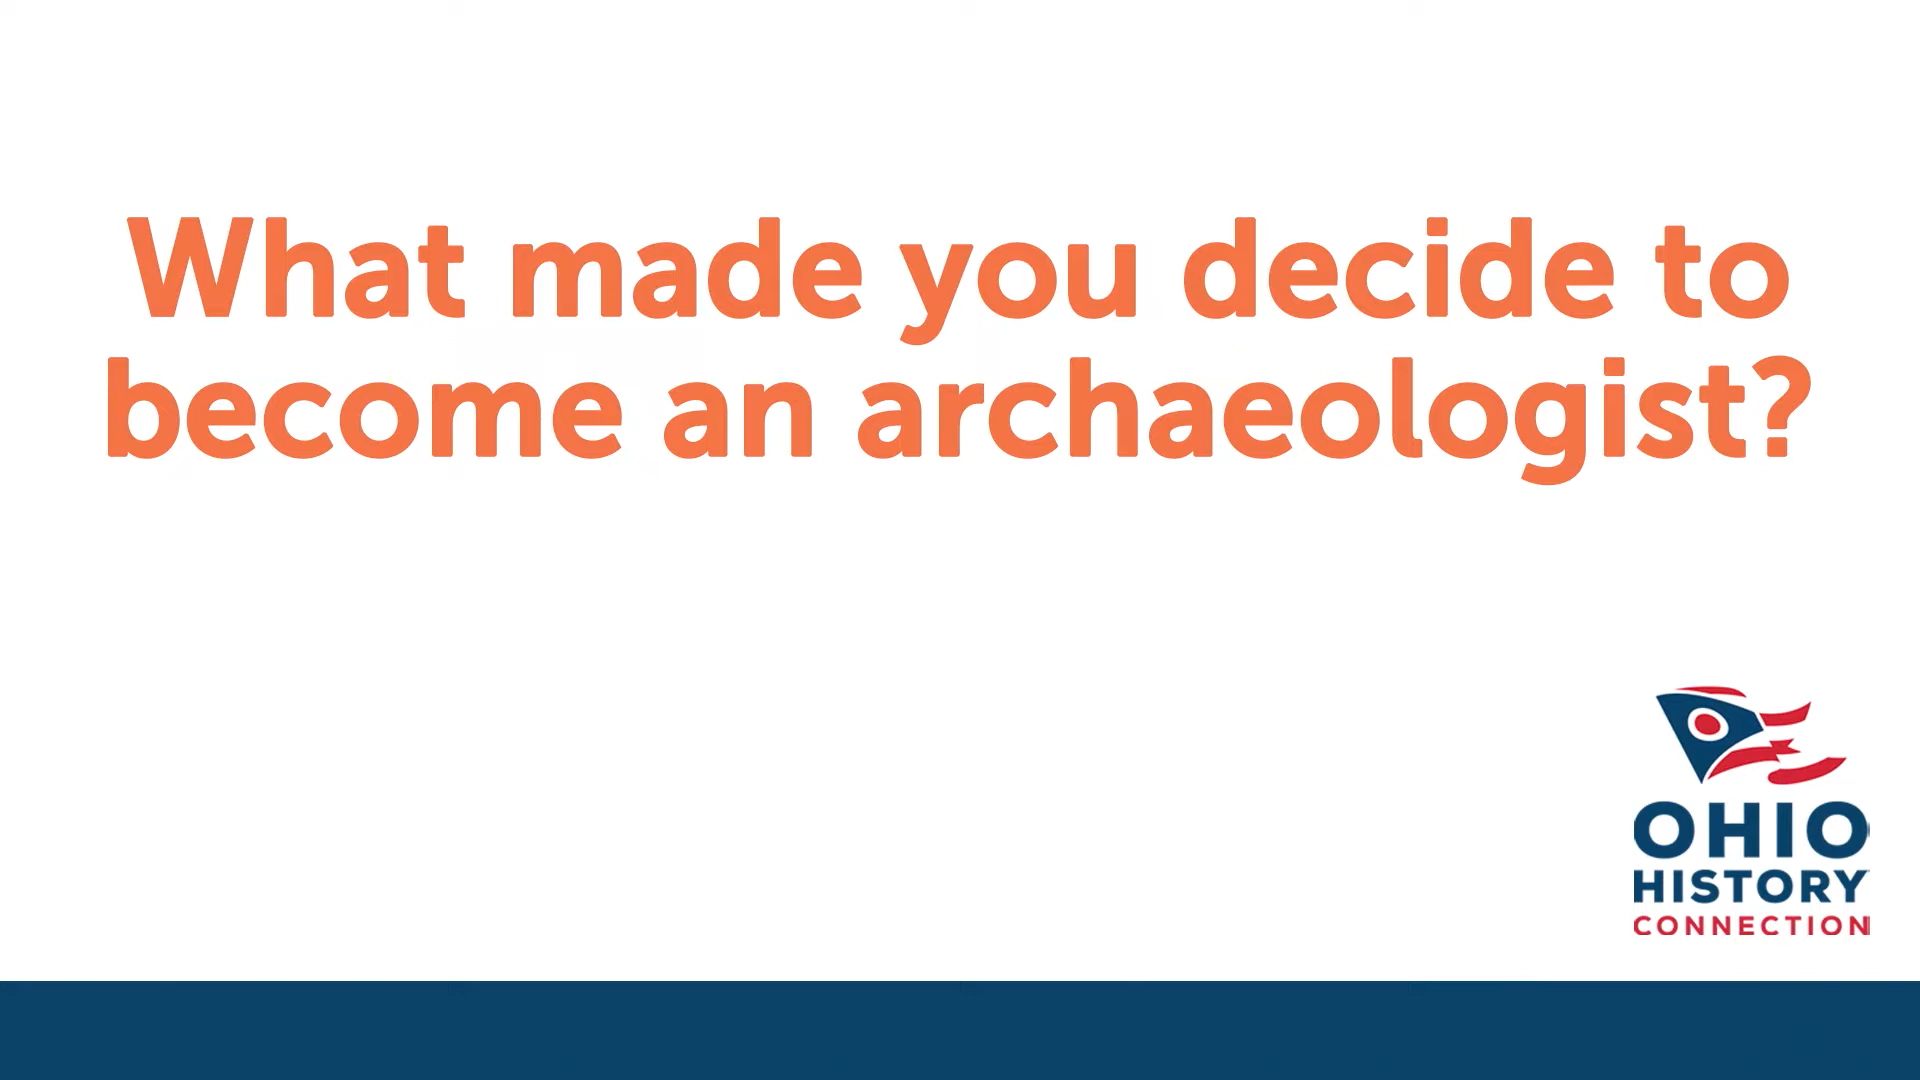 What made you decide to
become an archaeologist?
OHIO
HISTORY
CONNECTION